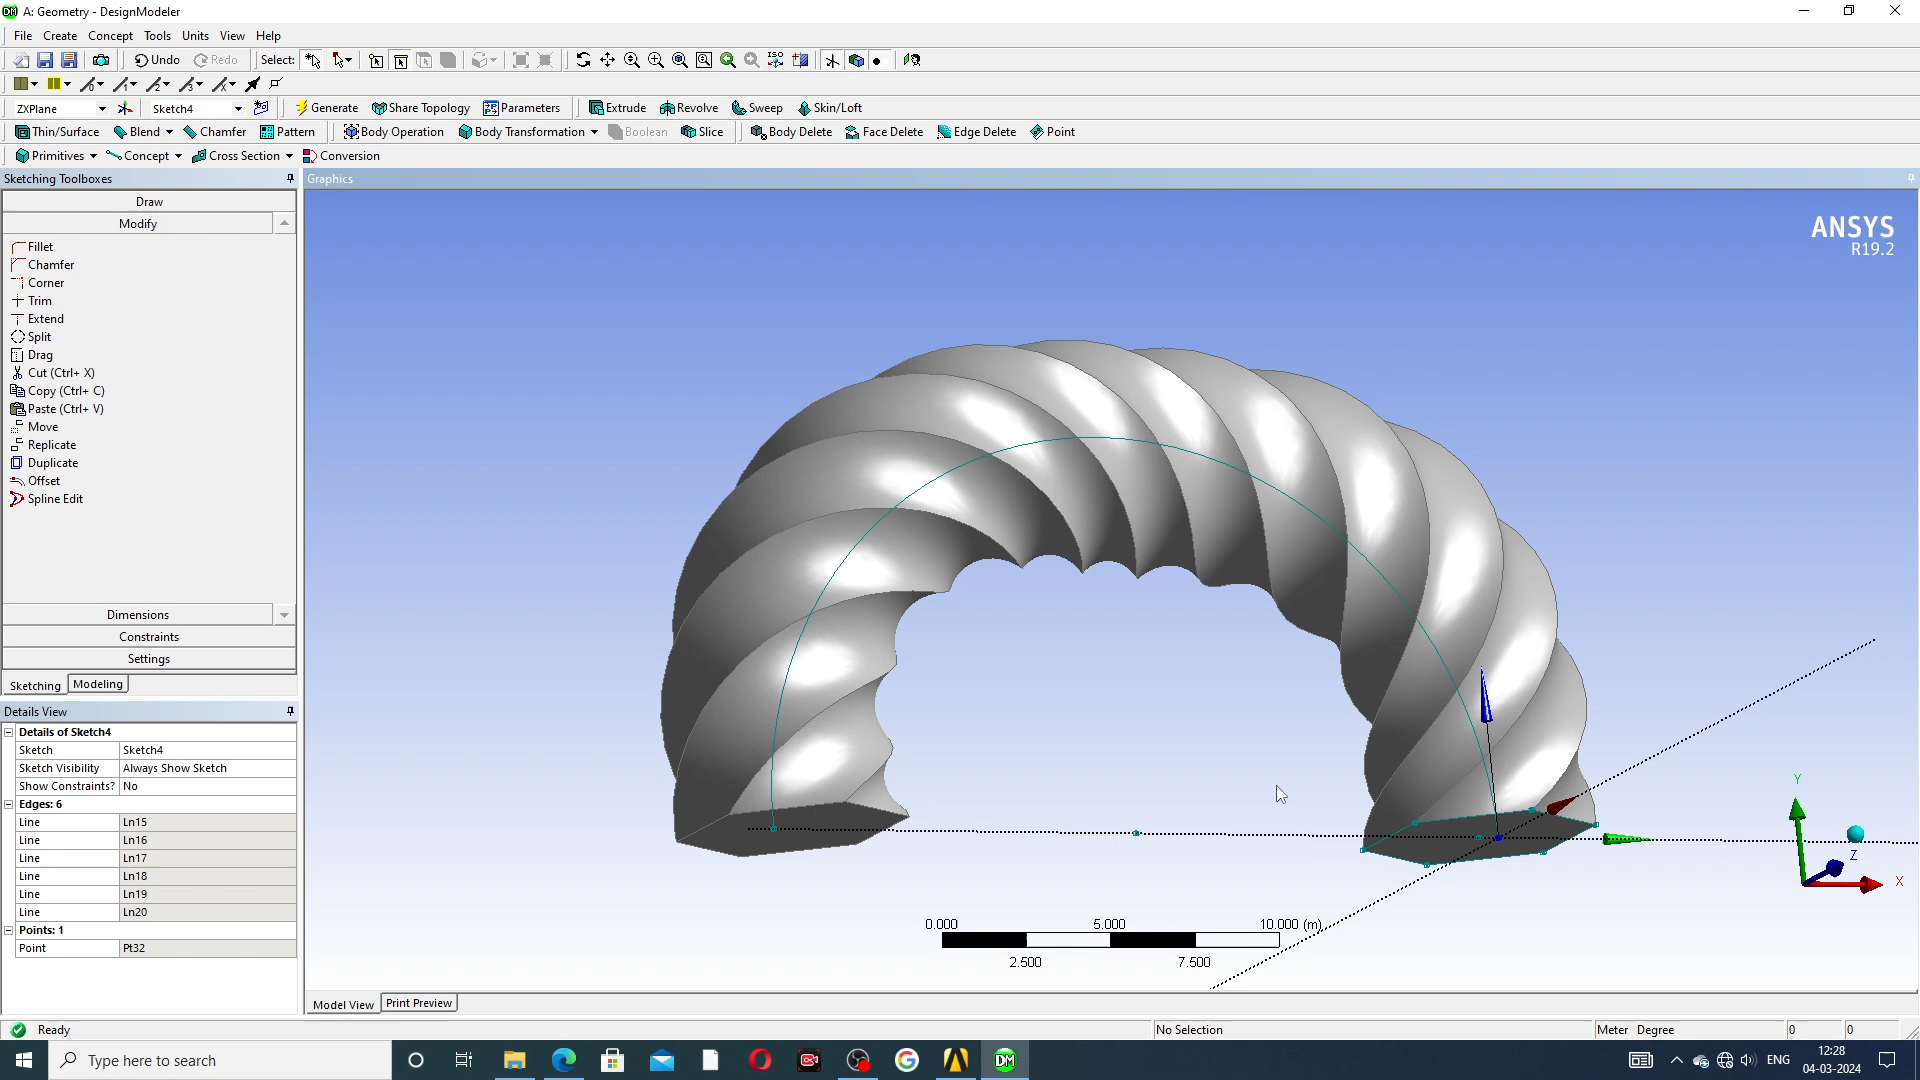 A: Geometry - DesignModeler
File Create Concept Tools Units View Help
Undo Redo Select:
ZXPlane Sketch4 Generate Share Topology Parameters Extrude Revolve Sweep Skin/Loft
Thin/Surface Blend Chamfer Pattern Body Operation Body Transformation Boolean Slice Body Delete Face Delete Edge Delete Point
Primitives Concept Cross Section Conversion
Sketching Toolboxes
Graphics
Draw
Modify
Fillet
Chamfer
Corner
Trim
Extend
Split
Drag
Cut (Ctrl+ X)
Copy (Ctrl+ C)
Paste (Ctrl+ V)
Move
Replicate
Duplicate
Offset
Spline Edit
Dimensions
Constraints
Settings
Sketching Modeling
Details View
Details of Sketch4
Sketch Sketch4
Sketch Visibility Always Show Sketch
Show Constraints? No
Edges: 6
Line Ln15
Line Ln16
Line Ln17
Line Ln18
Line Ln19
Line Ln20
Points: 1
Point Pt32
ANSYS
R19.2
Y
Z
X
0.000 5.000 10.000 (m)
2.500 7.500
Model View Print Preview
Ready No Selection Meter Degree 0 0
Type here to search
DM
ENG
12:28
04-03-2024